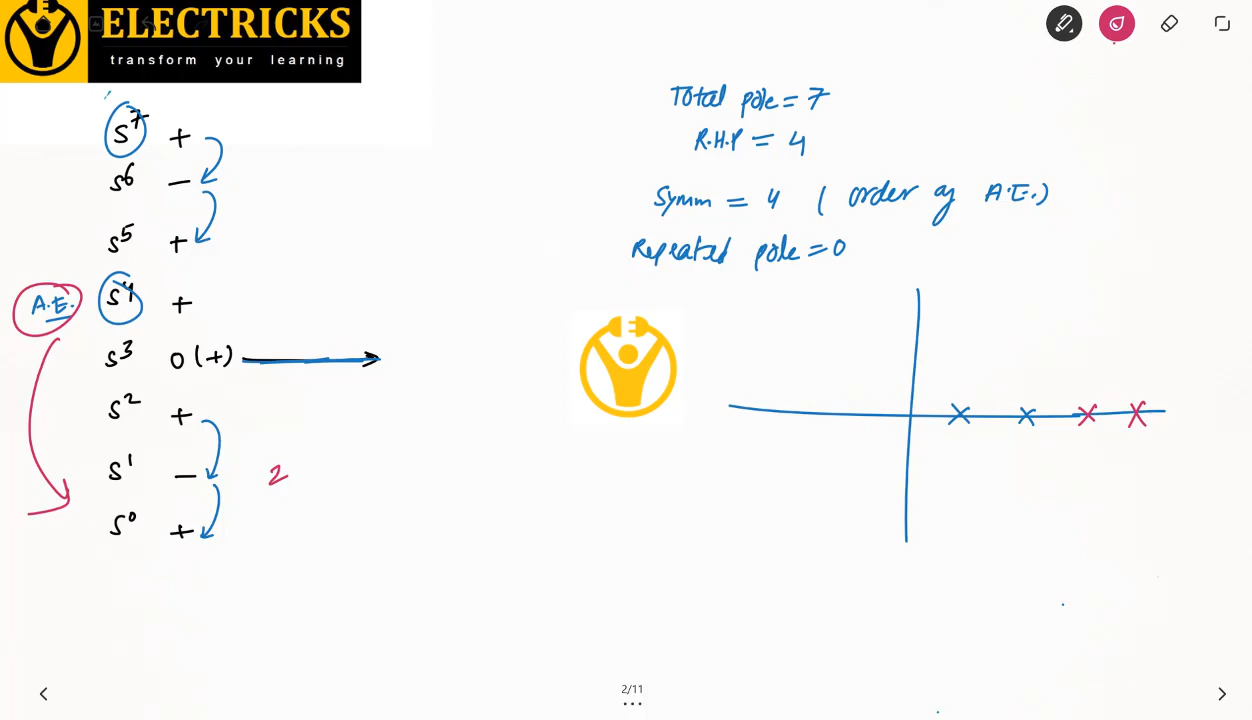 ELECTRICKS
transform your learning
s⁷ +
s⁶ −
s⁵ +
A.E. s⁴ +
s³ 0 (+)
s² +
s¹ − 2
s⁰ +
Total pole = 7
R.H.P = 4
Symm = 4 ( order of A.E.)
Repeated pole = 0
2/11